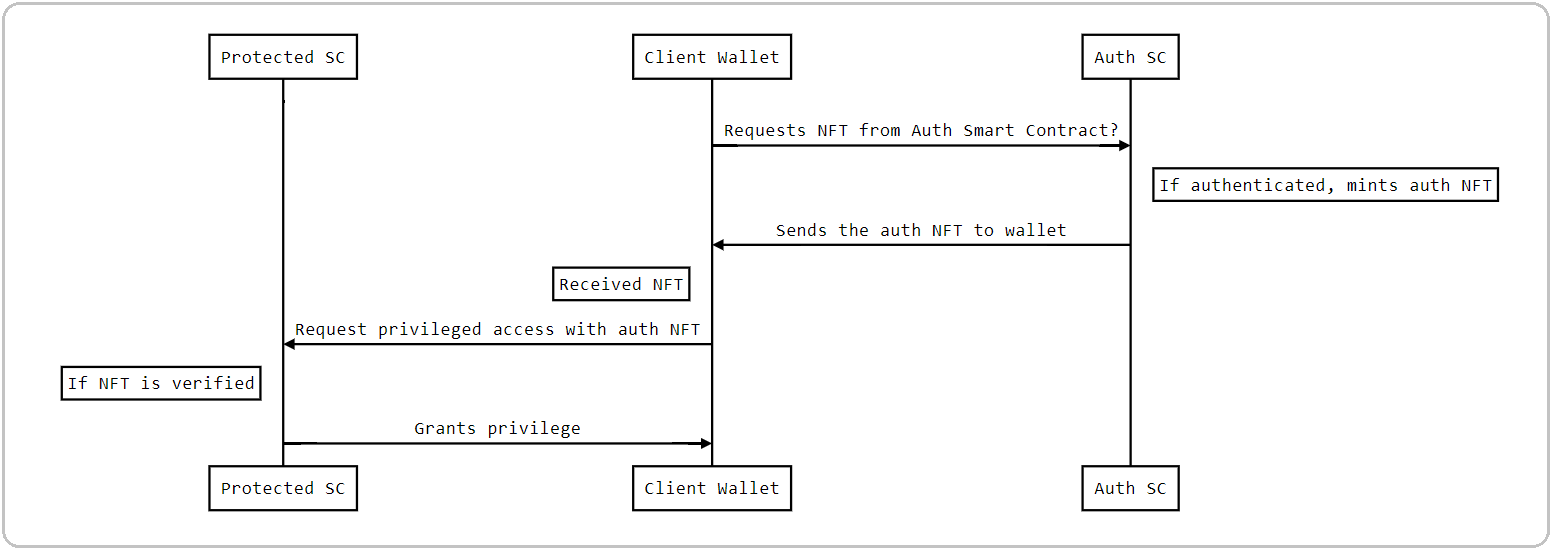 Protected SC
Client Wallet
Auth SC
Requests NFT from Auth Smart Contract?
If authenticated, mints auth NFT
Sends the auth NFT to wallet
Received NFT
Request privileged access with auth NFT
If NFT is verified
Grants privilege
Protected SC
Client Wallet
Auth SC